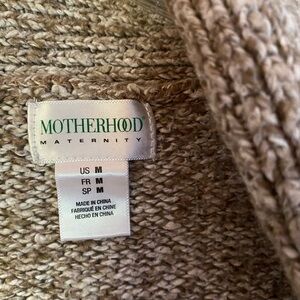 MOTHERHOOD
MATERNITY
US M
FR M
SP M
MADE IN CHINA
FABRIQUÉ EN CHINE
HECHO EN CHINA